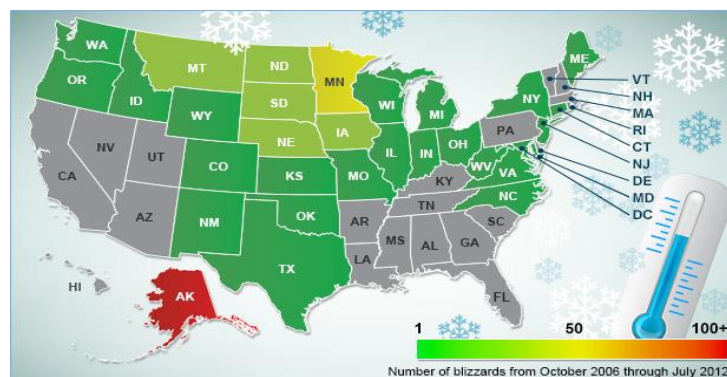 WA
OR
ID
MT
ND
MN
SD
WY
NE
IA
WI
MI
NY
ME
VT
NH
MA
RI
CT
NJ
DE
MD
DC
NV
UT
CO
KS
MO
IL
IN
OH
PA
WV
VA
KY
NC
CA
AZ
NM
OK
AR
TN
SC
TX
LA
MS
AL
GA
FL
HI
AK
1 50 100+
Number of blizzards from October 2006 through July 2012